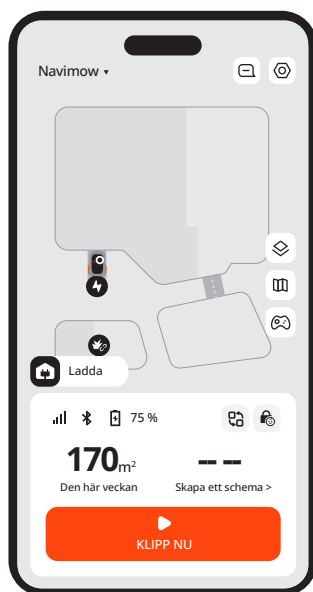 Navimow ▾
Ladda
75 %
170m²
-- --
Den här veckan
Skapa ett schema >
KLIPP NU